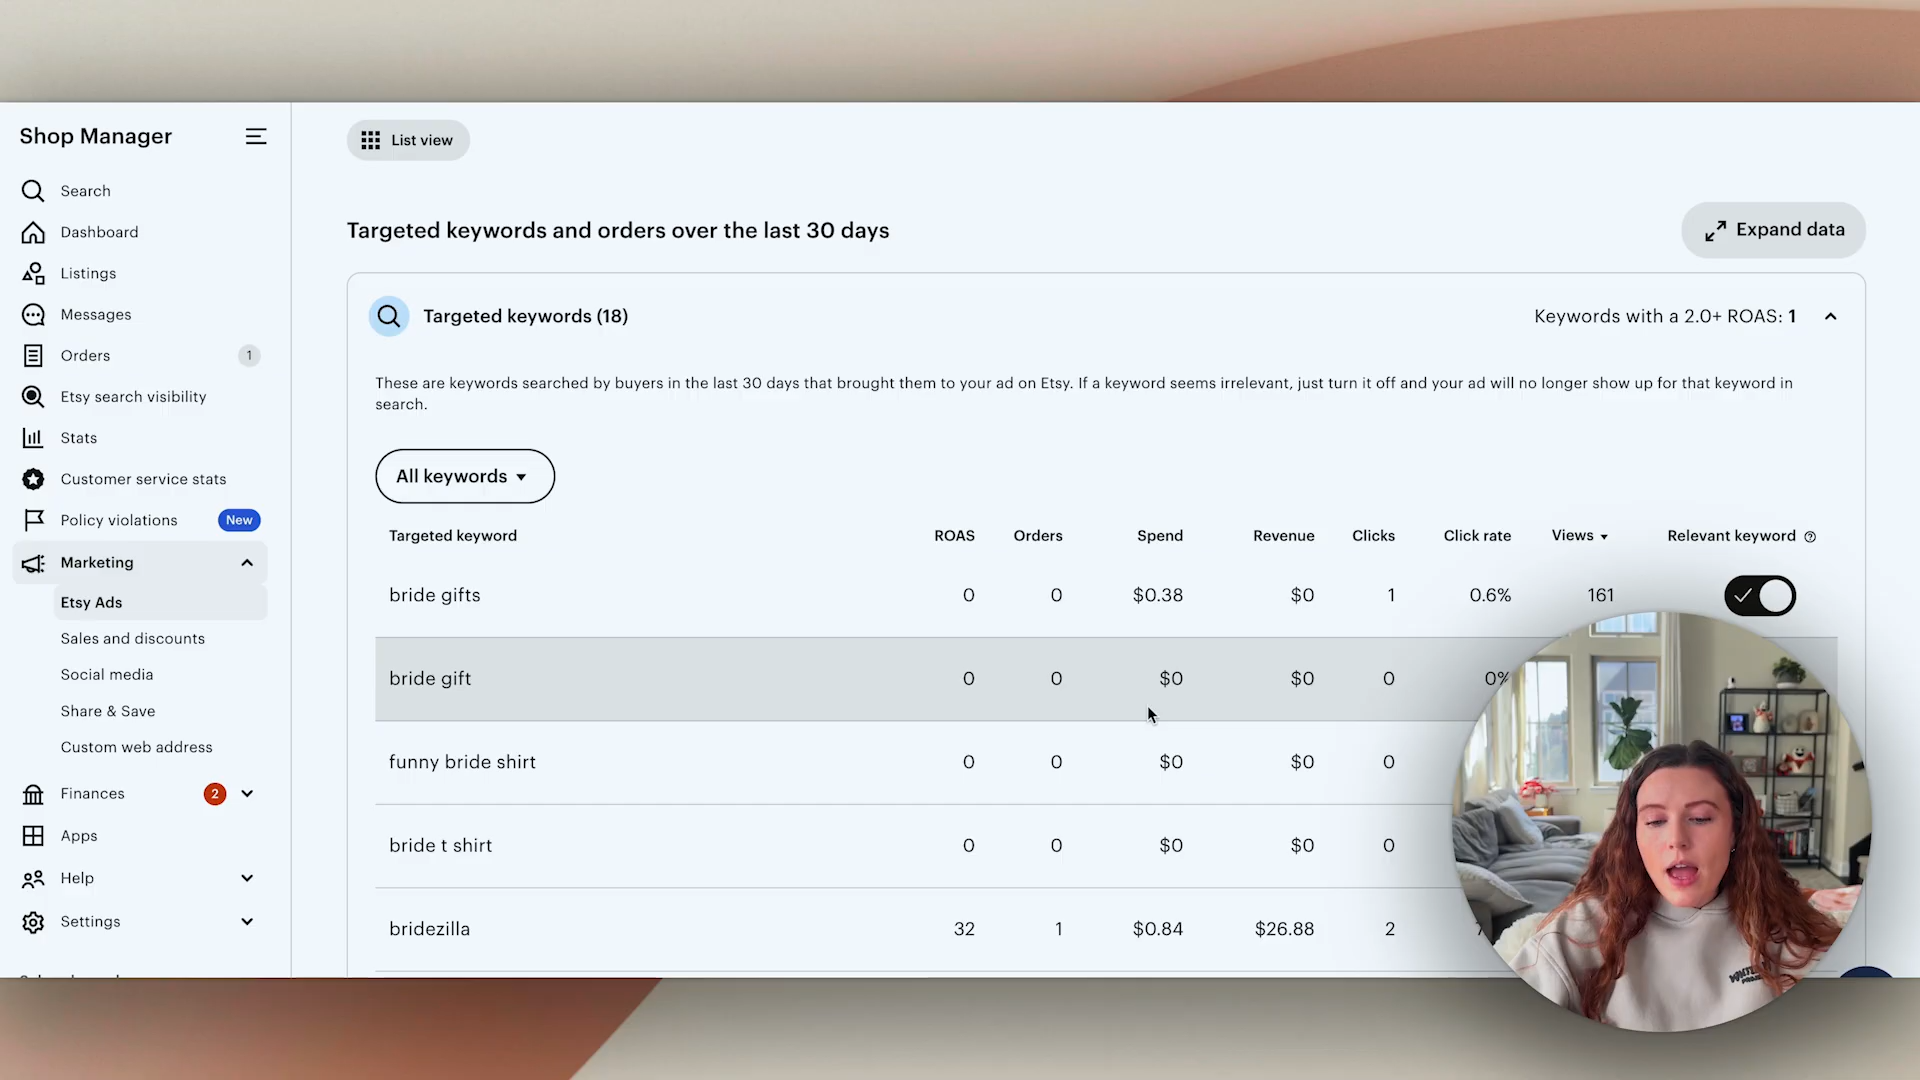 Shop Manager
Search
Dashboard
Listings
Messages
Orders 1
Etsy search visibility
Stats
Customer service stats
Policy violations New
Marketing
Etsy Ads
Sales and discounts
Social media
Share & Save
Custom web address
Finances 2
Apps
Help
Settings
List view
Targeted keywords and orders over the last 30 days
Expand data
Targeted keywords (18)
Keywords with a 2.0+ ROAS: 1
These are keywords searched by buyers in the last 30 days that brought them to your ad on Etsy. If a keyword seems irrelevant, just turn it off and your ad will no longer show up for that keyword in
search.
All keywords
Targeted keyword ROAS Orders Spend Revenue Clicks Click rate Views Relevant keyword
bride gifts 0 0 $0.38 $0 1 0.6% 161
bride gift 0 0 $0 $0 0 0%
funny bride shirt 0 0 $0 $0 0
bride t shirt 0 0 $0 $0 0
bridezilla 32 1 $0.84 $26.88 2